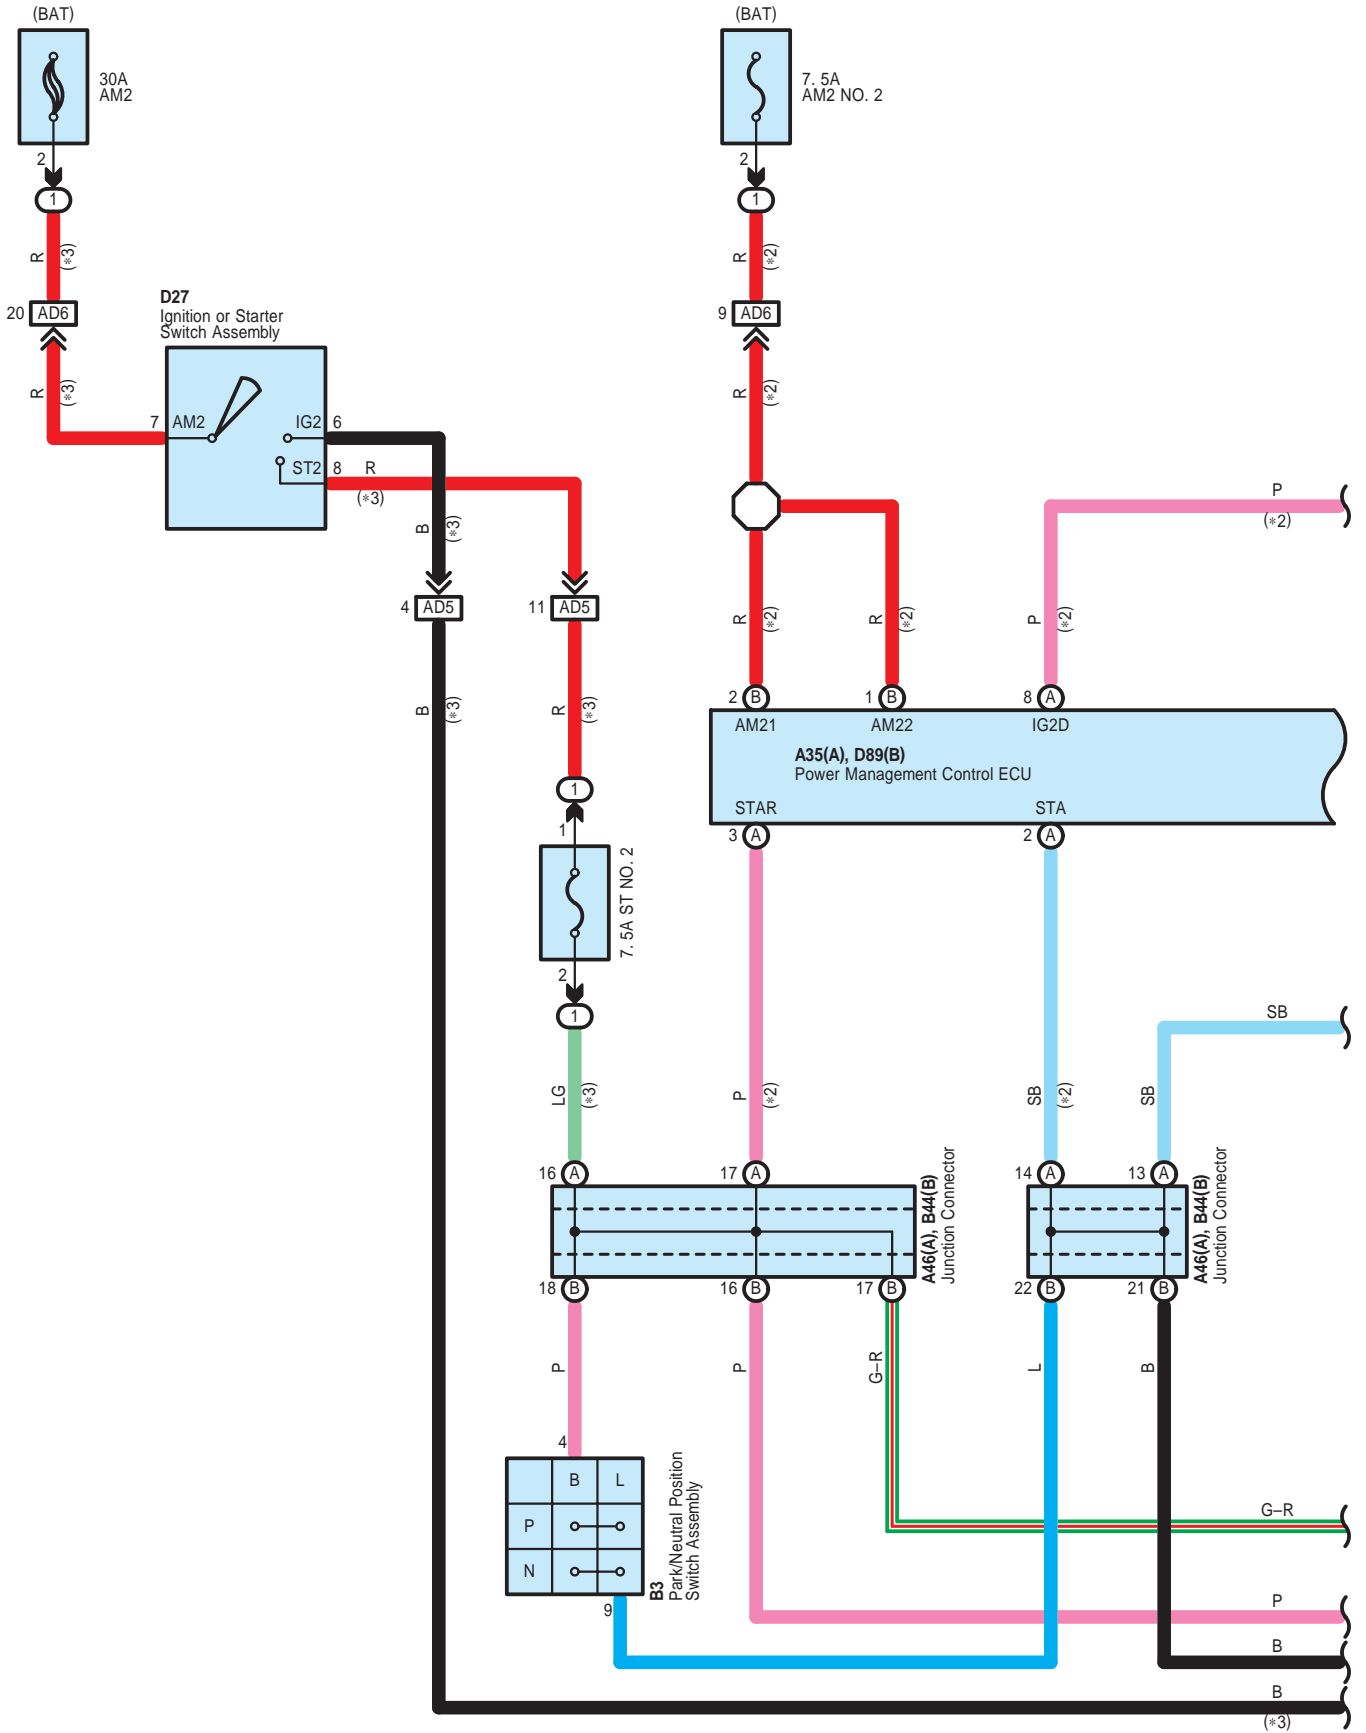 (BAT)
(BAT)
30A
AM2
7. 5A
AM2 NO. 2
2
2
1
1
R
(∗3)
R
(∗2)
D27
Ignition or Starter
Switch Assembly
20
AD6
9
AD6
R
(∗3)
R
(∗2)
7
AM2
IG2
6
ST2
8
R
(∗3)
P
(∗2)
B
(∗3)
4
AD5
11
AD5
R
(∗2)
R
(∗2)
P
(∗2)
B
(∗3)
R
(∗3)
2
B
1
B
8
A
AM21
AM22
IG2D
A35(A), D89(B)
Power Management Control ECU
STAR
STA
1
1
3
A
2
A
7. 5A ST NO. 2
2
1
SB
LG
(∗3)
P
(∗2)
SB
(∗2)
SB
16
A
17
A
14
A
13
A
A46(A), B44(B)
Junction Connector
A46(A), B44(B)
Junction Connector
18
B
16
B
17
B
22
B
21
B
P
P
G–R
L
B
4
B
L
P
N
B3
Park/Neutral Position
Switch Assembly
9
G–R
P
B
B
(∗3)